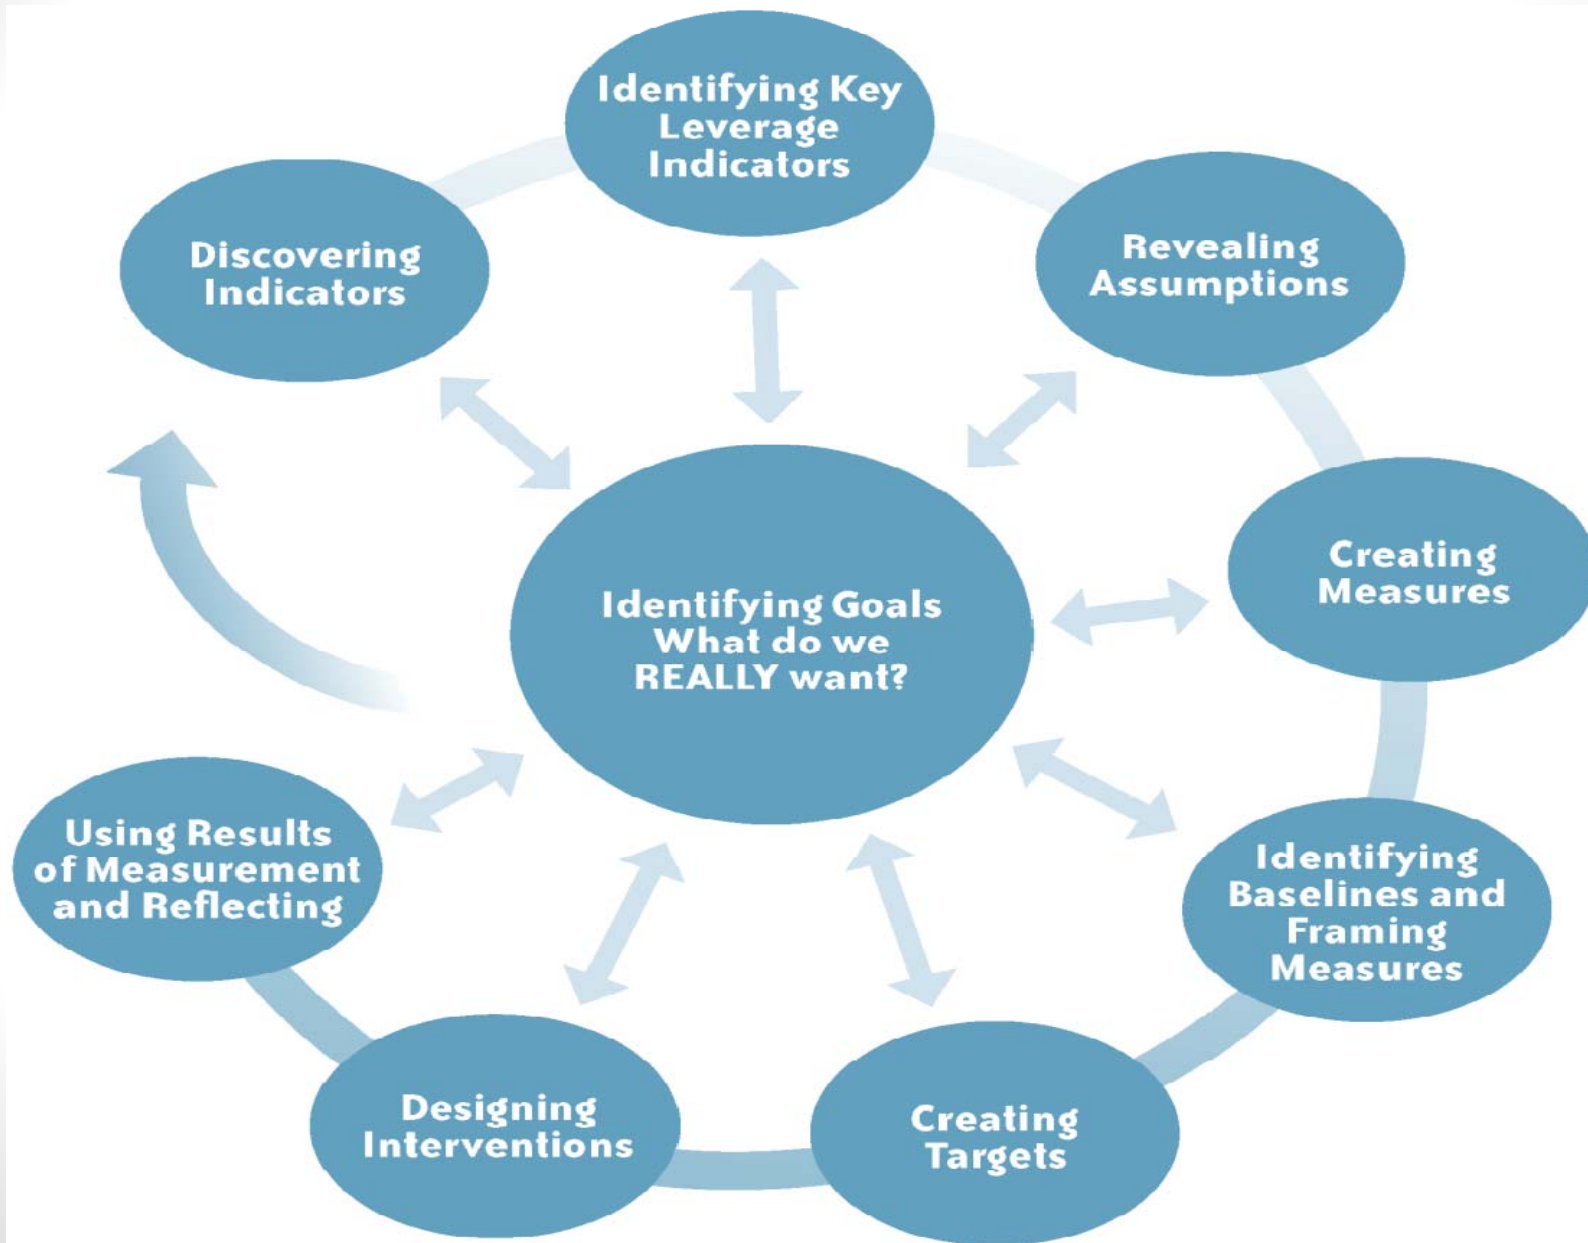 Identifying Key
Leverage
Indicators
Discovering
Indicators
Revealing
Assumptions
Creating
Measures
Identifying Goals
What do we
REALLY want?
Using Results
of Measurement
and Reflecting
Identifying
Baselines and
Framing
Measures
Designing
Interventions
Creating
Targets